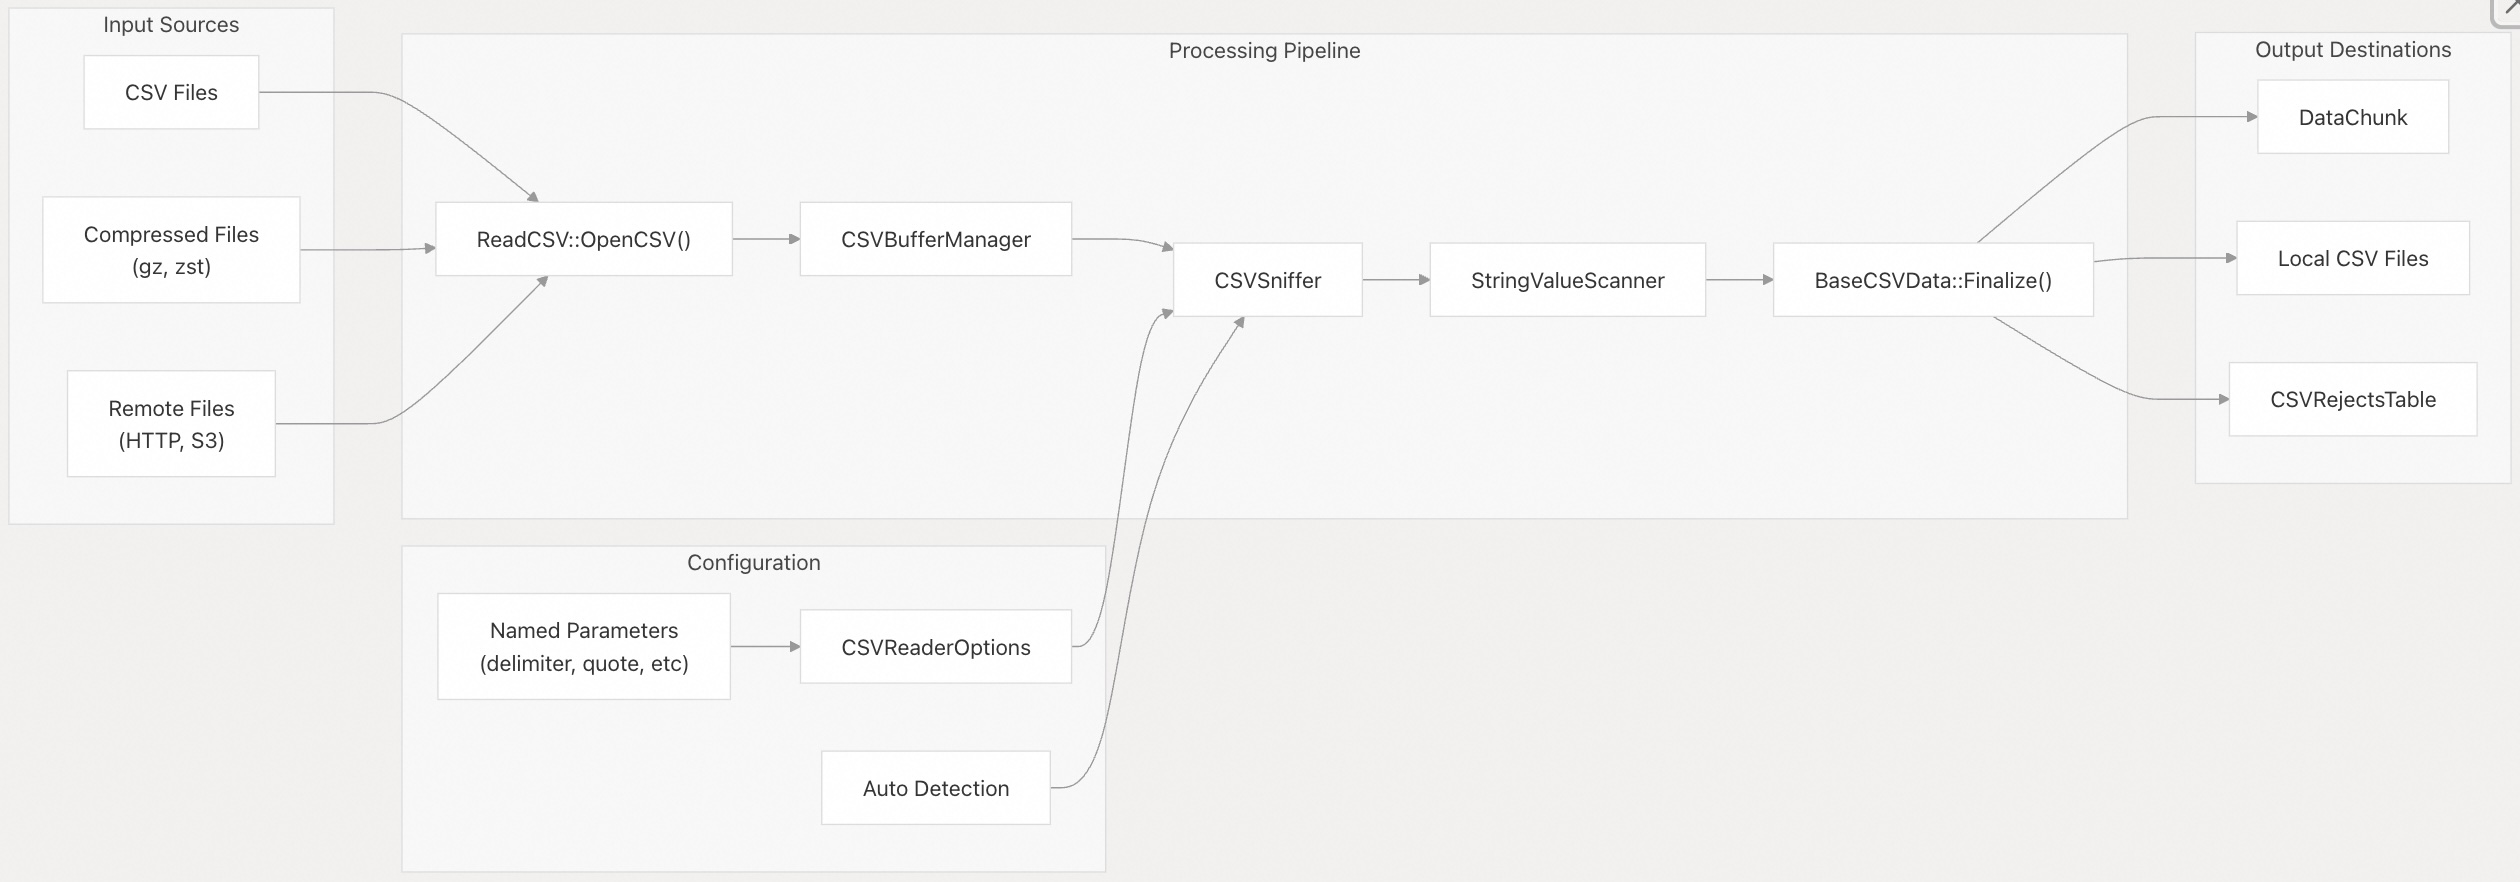 Input Sources
CSV Files
Compressed Files
(gz, zst)
Remote Files
(HTTP, S3)
Processing Pipeline
ReadCSV::OpenCSV()
CSVBufferManager
CSVSniffer
StringValueScanner
BaseCSVData::Finalize()
Configuration
Named Parameters
(delimiter, quote, etc)
CSVReaderOptions
Auto Detection
Output Destinations
DataChunk
Local CSV Files
CSVRejectsTable